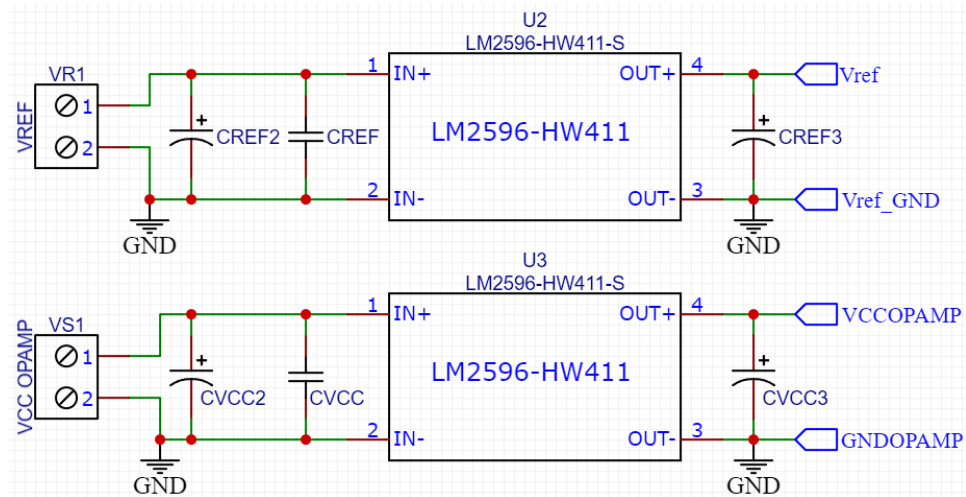 U2
LM2596-HW411-S
VR1
VREF
1
2
CREF2
CREF
1 IN+
2 IN-
LM2596-HW411
OUT+ 4
OUT- 3
CREF3
Vref
Vref_GND
GND
GND
U3
LM2596-HW411-S
VS1
VCC OPAMP
1
2
CVCC2
CVCC
1 IN+
2 IN-
LM2596-HW411
OUT+ 4
OUT- 3
CVCC3
VCCOPAMP
GNDOPAMP
GND
GND